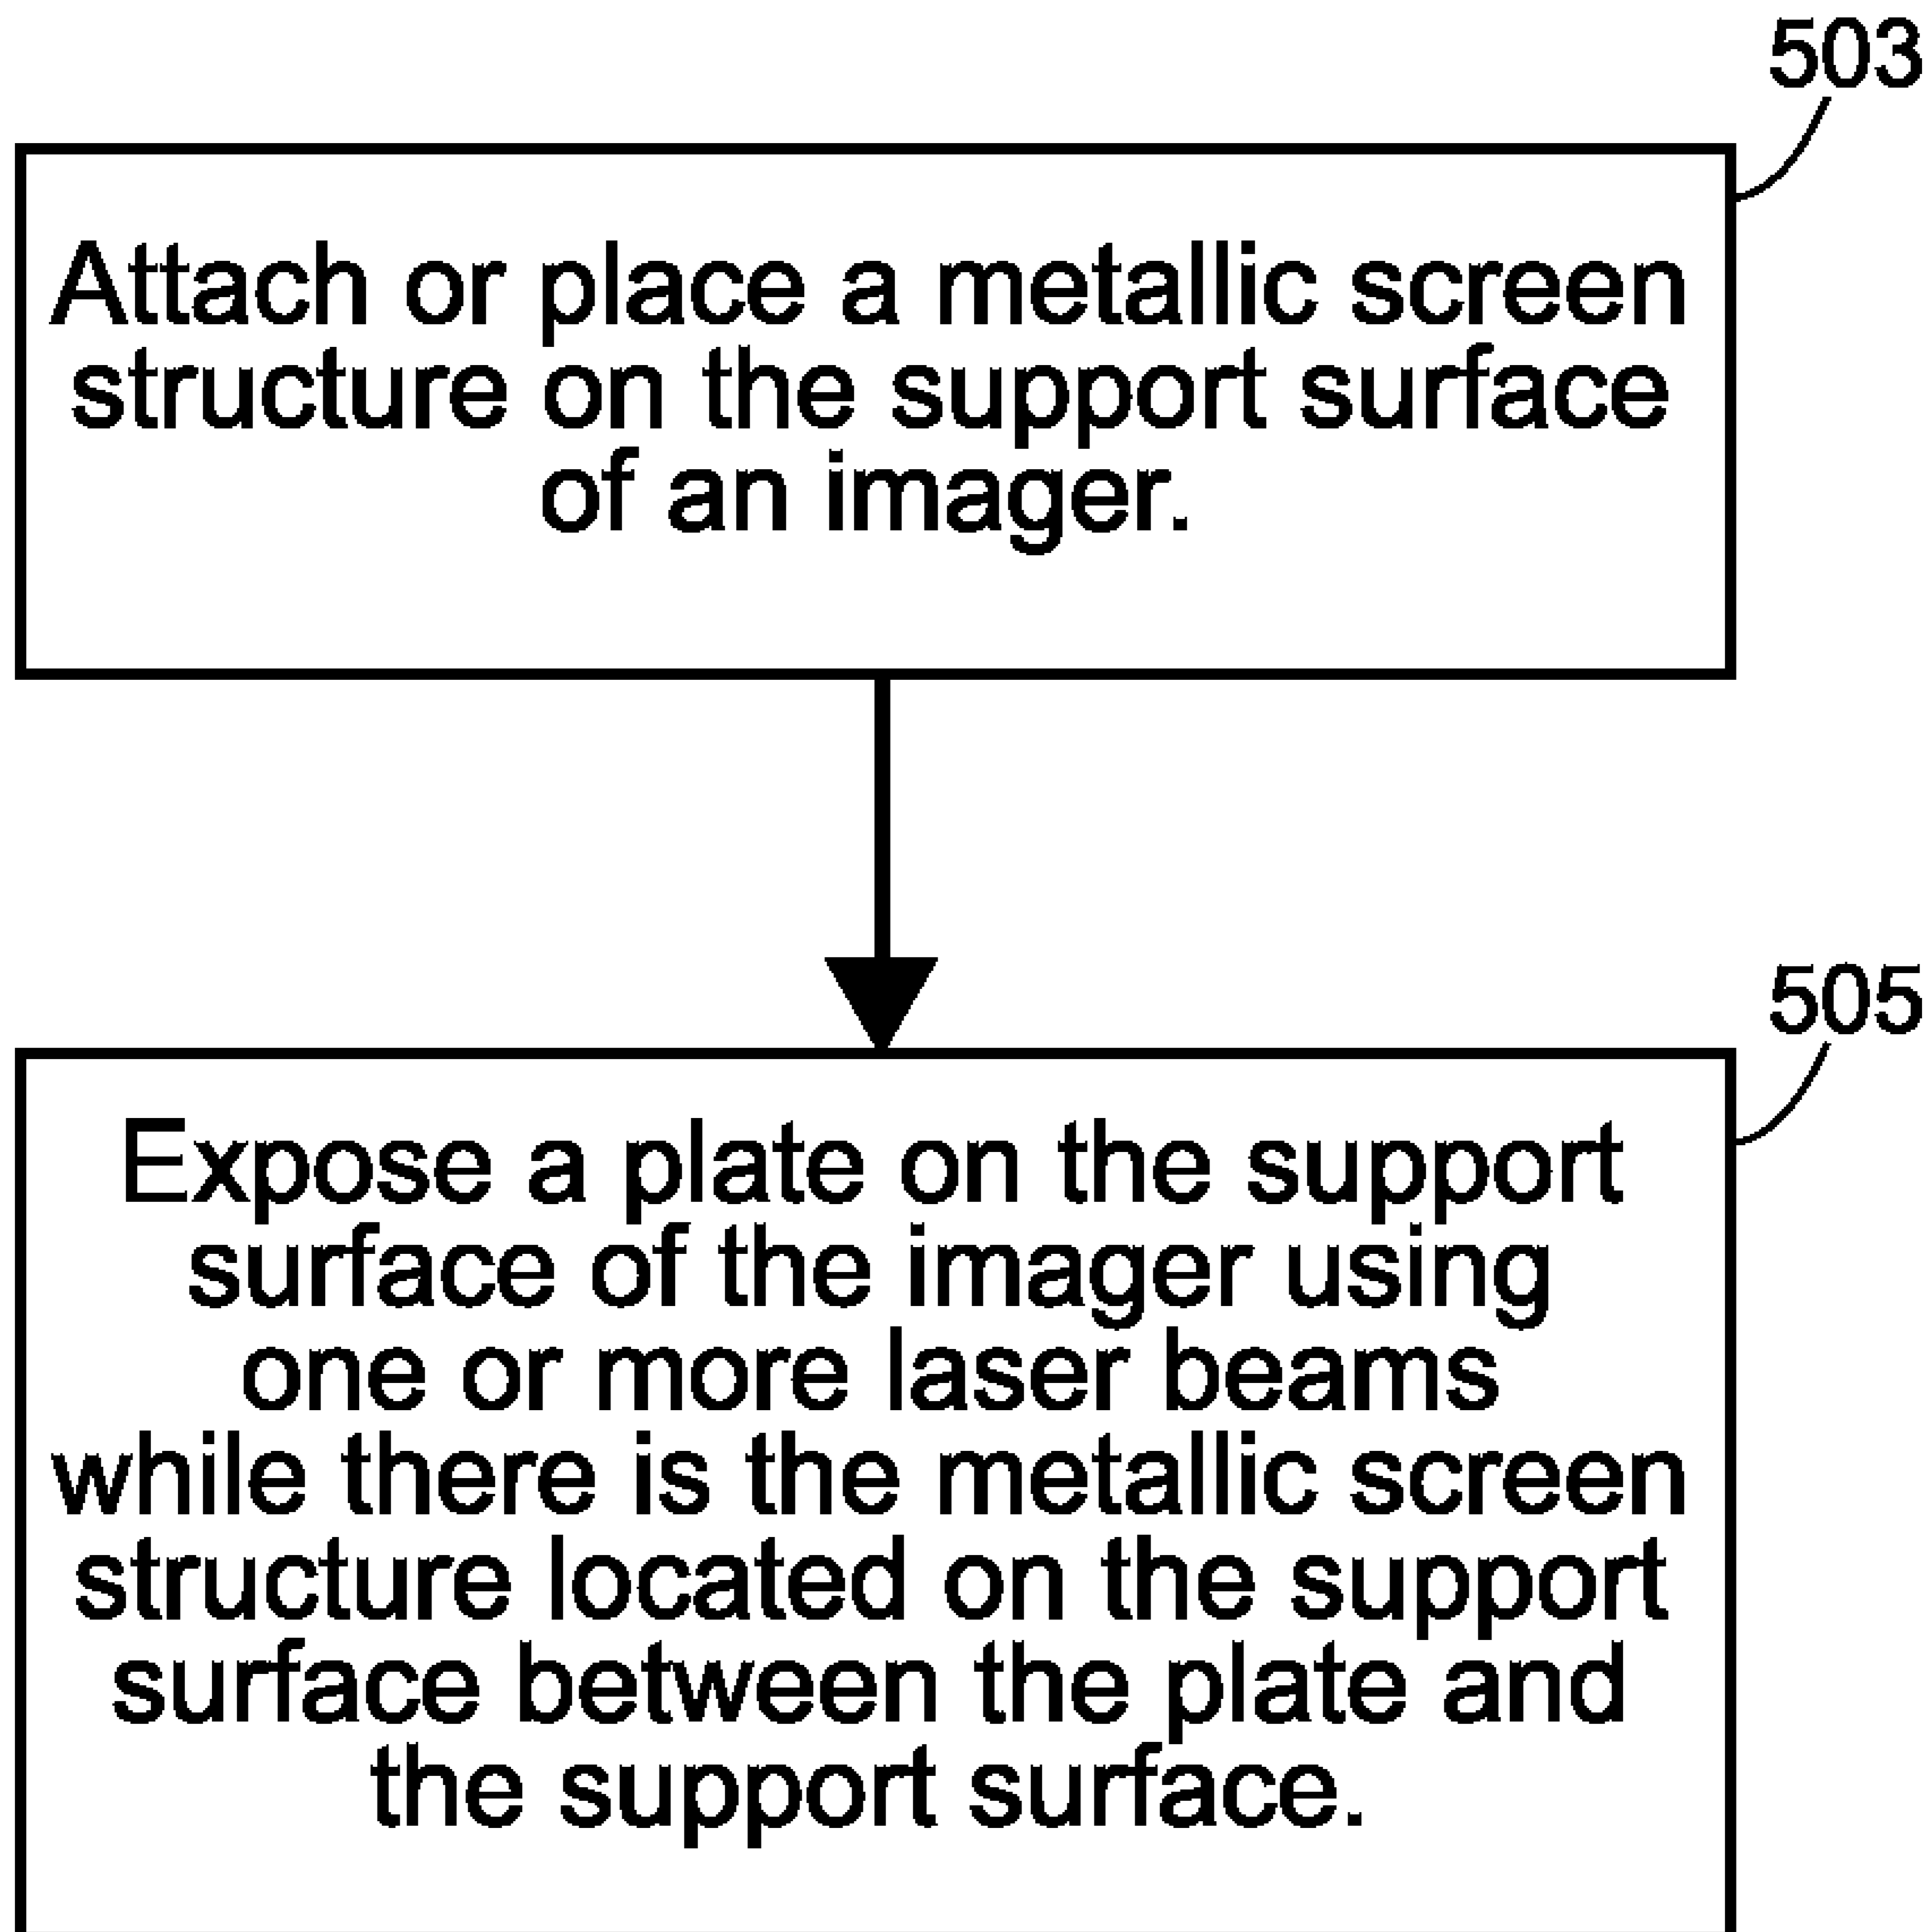 503
Attach or place a metallic screen
structure on the support surface
of an imager.
505
Expose a plate on the support
surface of the imager using
one or more laser beams
while there is the metallic screen
structure located on the support
surface between the plate and
the support surface.